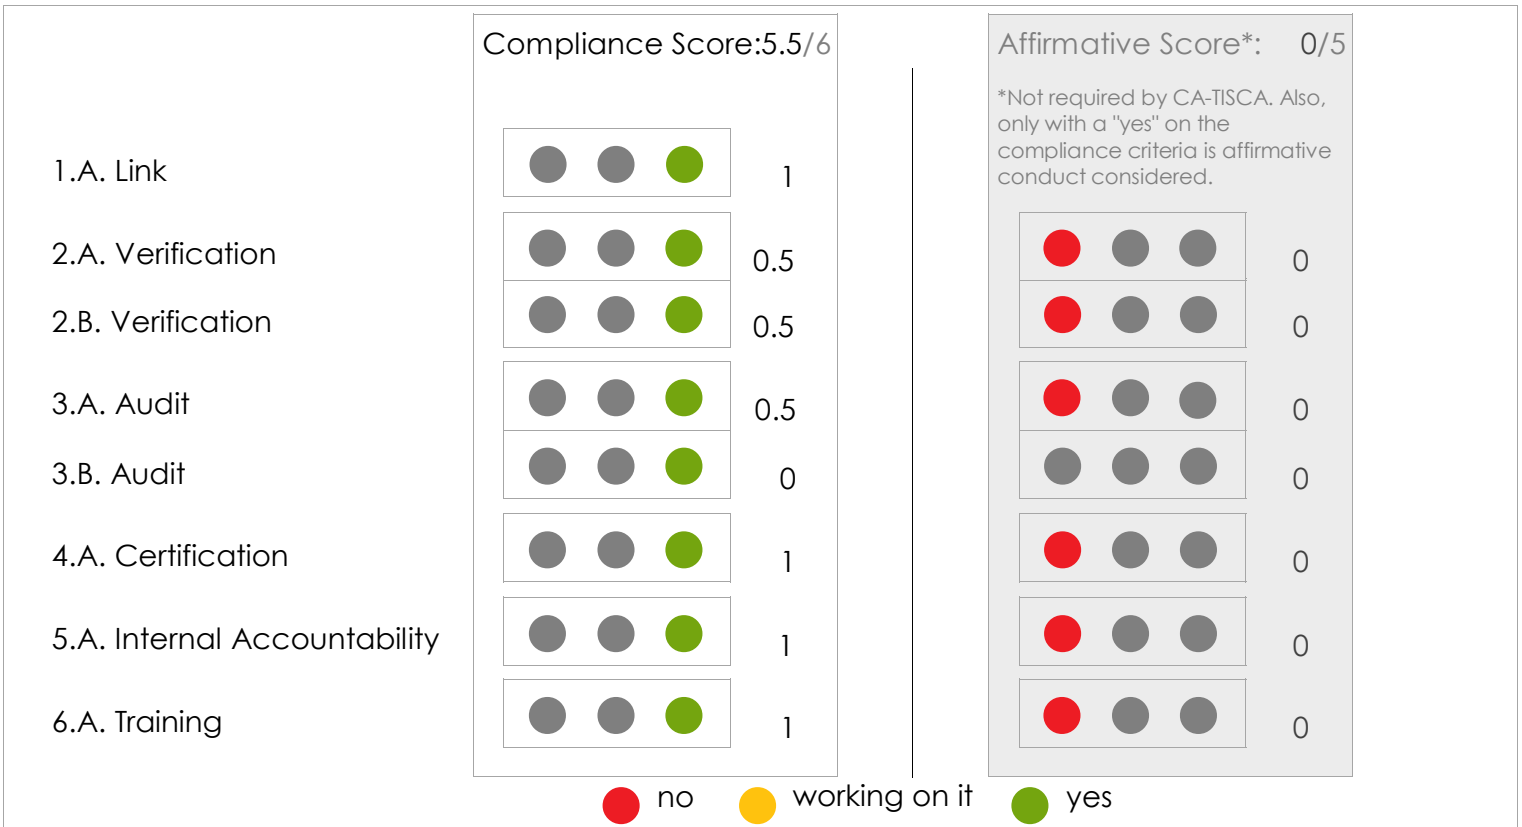 Compliance Score:5.5/6
Affirmative Score*: 0/5
*Not required by CA-TISCA. Also,
only with a "yes" on the
compliance criteria is affirmative
conduct considered.
1.A. Link 1
2.A. Verification 0.5 0
2.B. Verification 0.5 0
3.A. Audit 0.5 0
3.B. Audit 0 0
4.A. Certification 1 0
5.A. Internal Accountability 1 0
6.A. Training 1 0
no working on it yes